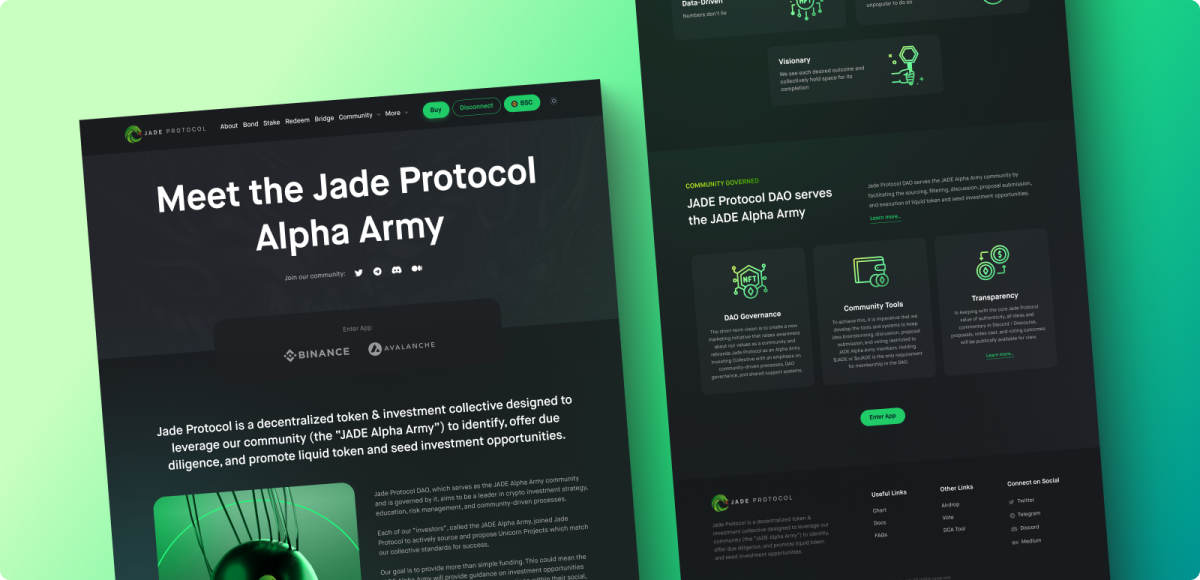 JADE PROTOCOL
About Bond Stake Redeem Bridge Community More
Buy
Disconnect
BSC
Meet the Jade Protocol
Alpha Army
Join our community:
Enter App
BINANCE
AVALANCHE
Jade Protocol is a decentralized token & investment collective designed to
leverage our community (the "JADE Alpha Army") to identify, offer due
diligence, and promote liquid token and seed investment opportunities.
Jade Protocol DAO, which serves as the JADE Alpha Army community
and is governed by it, aims to be a leader in crypto investment strategy,
education, risk management, and community-driven processes.
Each of our "investors", called the JADE Alpha Army, joined Jade
Protocol to actively source and propose Unicorn Projects which match
our collective standards for success.
Our goal is to provide more than simple funding. This could mean the
Alpha Army will provide guidance on investment opportunities
within their social,
Data-Driven
Numbers don't lie
unpopular to do so
Visionary
We see each desired outcome and
collectively hold space for its
completion
COMMUNITY GOVERNED
JADE Protocol DAO serves
the JADE Alpha Army
Jade Protocol DAO serves the JADE Alpha Army community by
facilitating the sourcing, filtering, discussion, proposal submission,
and execution of liquid token and seed investment opportunities.
Learn more...
NFT
DAO Governance
The short-term vision is to create a new
marketing initiative that raises awareness
about our values as a community and
rebrands Jade Protocol as an Alpha Army
Investing Collective with an emphasis on
community-driven processes, DAO
governance, and shared support systems.
Community Tools
To achieve this, it is imperative that we
develop the tools and systems to keep
idea brainstorming, discussion, proposal
submission, and voting restricted to
JADE Alpha Army members. Holding
$JADE or $sJADE is the only requirement
for membership in the DAO.
Transparency
In Keeping with the core Jade Protocol
value of authenticity, all ideas and
commentary in Discord / Discourse,
proposals, votes cast, and voting outcomes
will be publically available for view.
Learn more...
Enter App
JADE PROTOCOL
Jade Protocol is a decentralized token &
investment collective designed to leverage our
community (the "JADE Alpha Army") to identify,
offer due diligence, and promote liquid token
and seed investment opportunities.
Useful Links
Chart
Docs
FAQs
Other Links
Airdrop
Vote
DCA Tool
Connect on Social
Twitter
Telegram
Discord
Medium